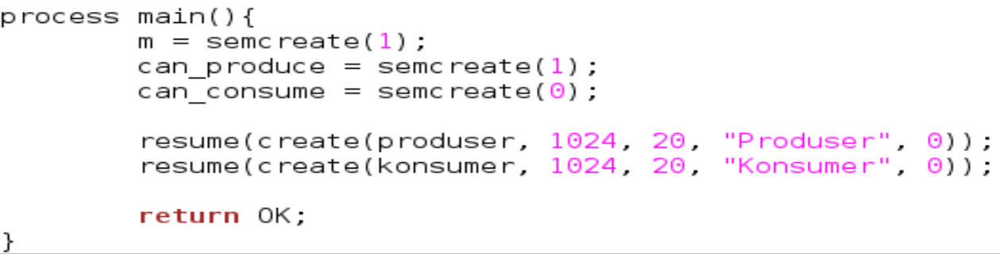 process main(){
m = semcreate(1);
can_produce = semcreate(1);
can_consume = semcreate(0);
resume(create(produser, 1024, 20, "Produser", 0));
resume(create(konsumer, 1024, 20, "Konsumer", 0));
return OK;
}